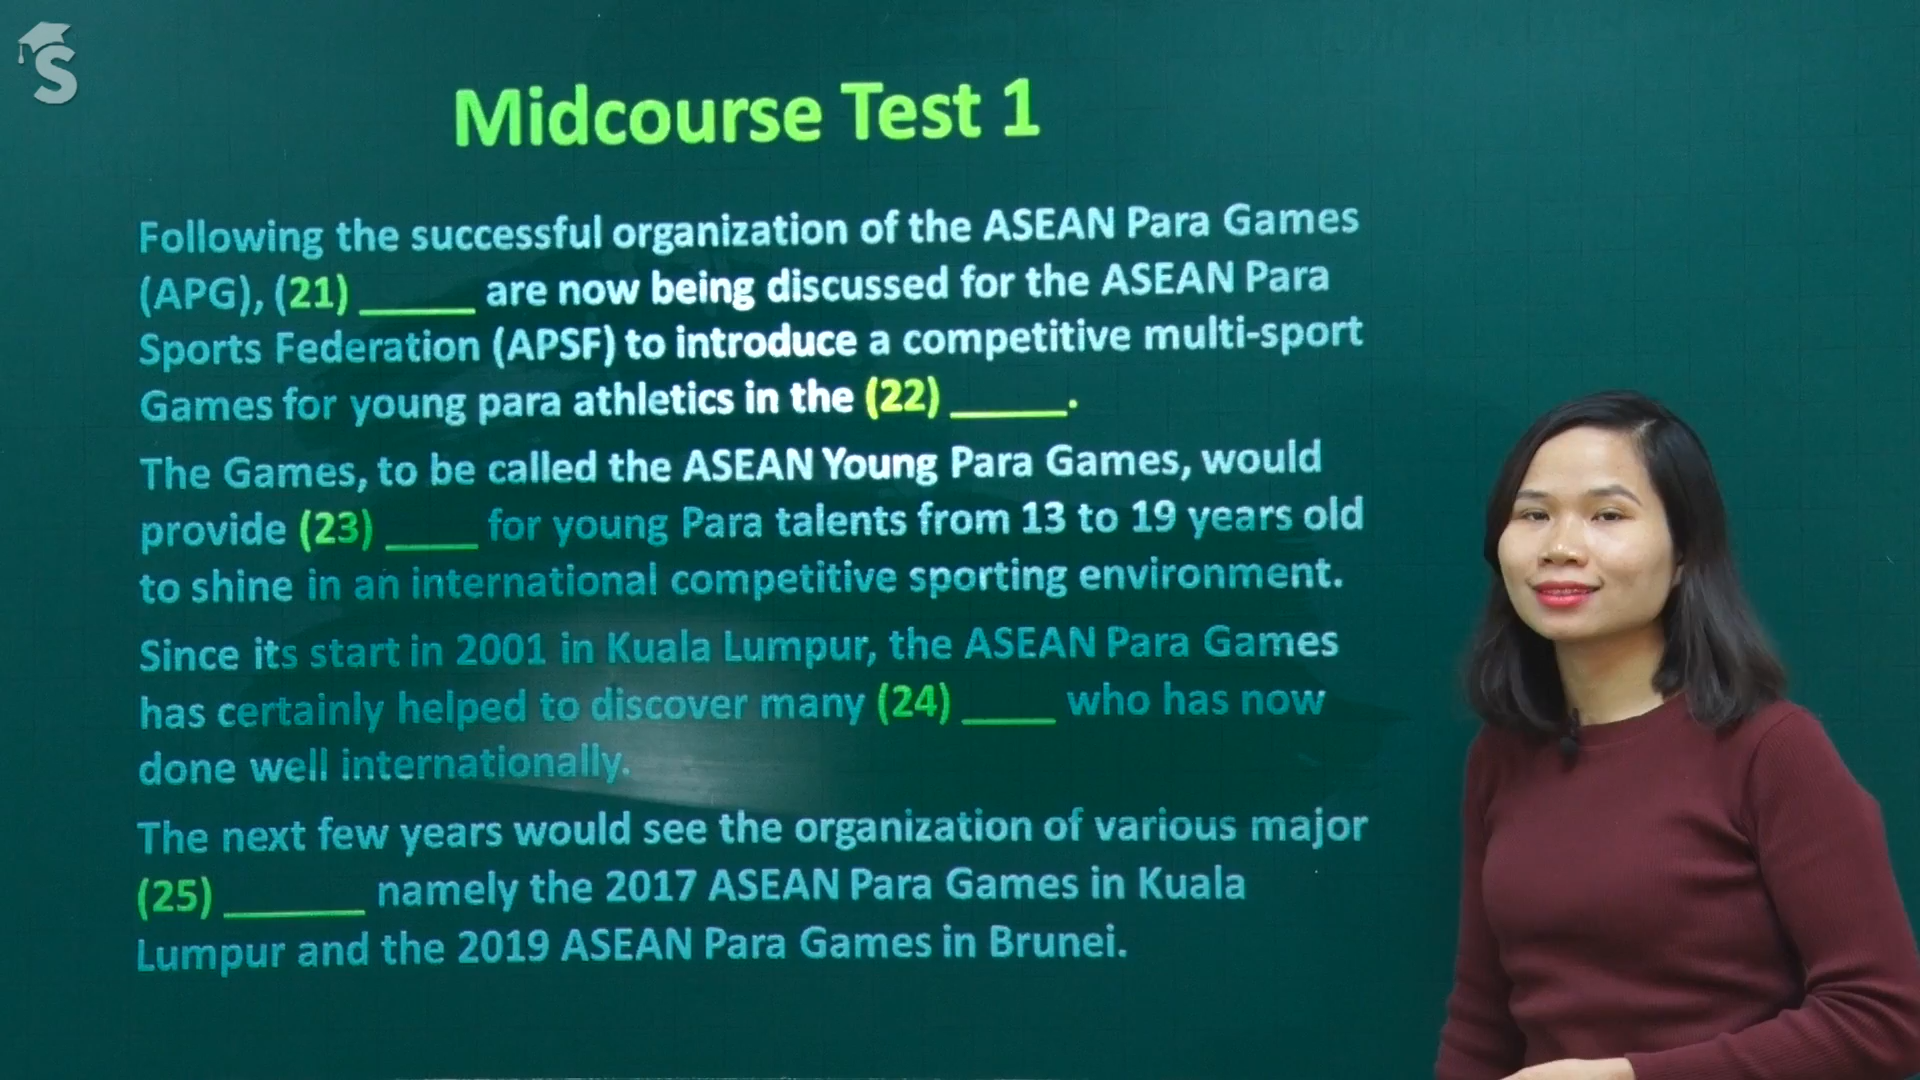 S
Midcourse Test 1
Following the successful organization of the ASEAN Para Games
(APG), (21) ______ are now being discussed for the ASEAN Para
Sports Federation (APSF) to introduce a competitive multi-sport
Games for young para athletics in the (22) ______.
The Games, to be called the ASEAN Young Para Games, would
provide (23) _____ for young Para talents from 13 to 19 years old
to shine in an international competitive sporting environment.
Since its start in 2001 in Kuala Lumpur, the ASEAN Para Games
has certainly helped to discover many (24) _____ who has now
done well internationally.
The next few years would see the organization of various major
(25) _______ namely the 2017 ASEAN Para Games in Kuala
Lumpur and the 2019 ASEAN Para Games in Brunei.